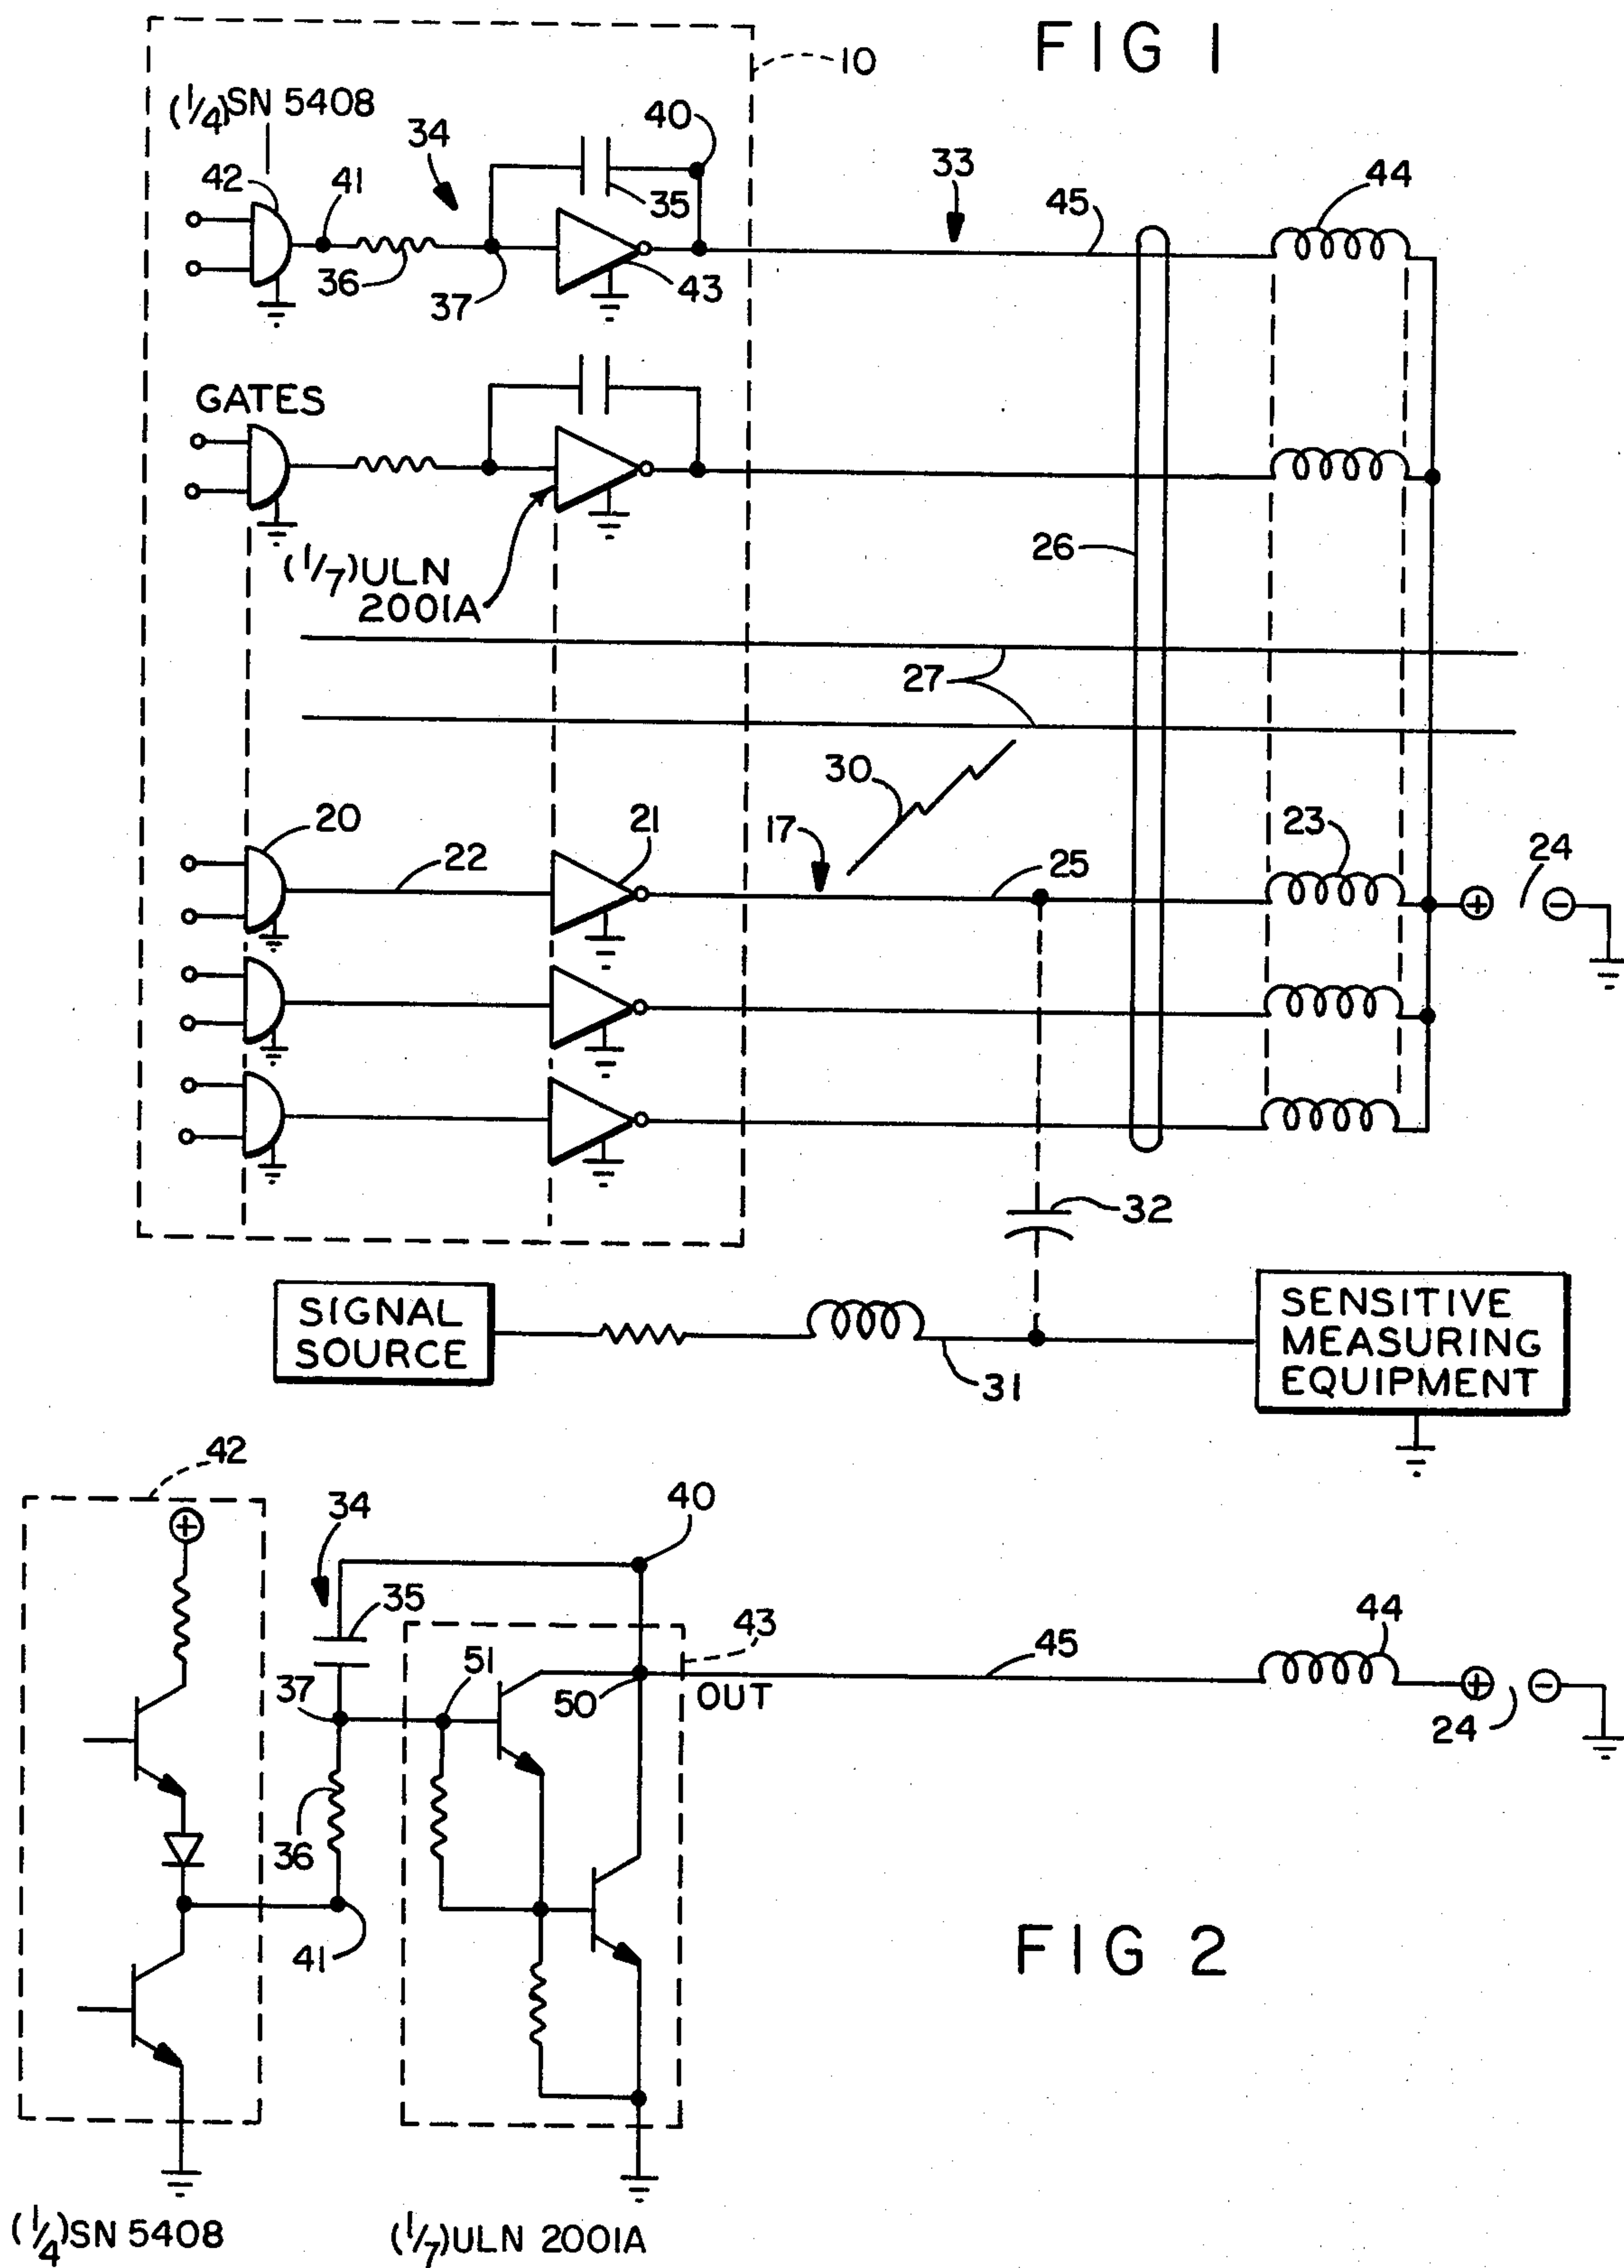 FIG 1
10
(1/4)SN 5408
34
40
42
41
35
33
45
44
36
37
43
GATES
(1/7)ULN
2001A
26
27
30
20
22
21
17
25
23
24
32
SIGNAL
SOURCE
31
SENSITIVE
MEASURING
EQUIPMENT
42
34
40
35
43
44
37
51
50
OUT
45
24
36
41
FIG 2
(1/4)SN 5408
(1/7)ULN 2001A